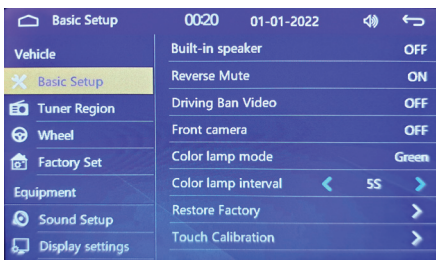 Basic Setup 00:20 01-01-2022
Vehicle
Basic Setup
Tuner Region
Wheel
Factory Set
Equipment
Sound Setup
Display settings
Built-in speaker OFF
Reverse Mute ON
Driving Ban Video OFF
Front camera OFF
Color lamp mode Green
Color lamp interval 5S
Restore Factory
Touch Calibration